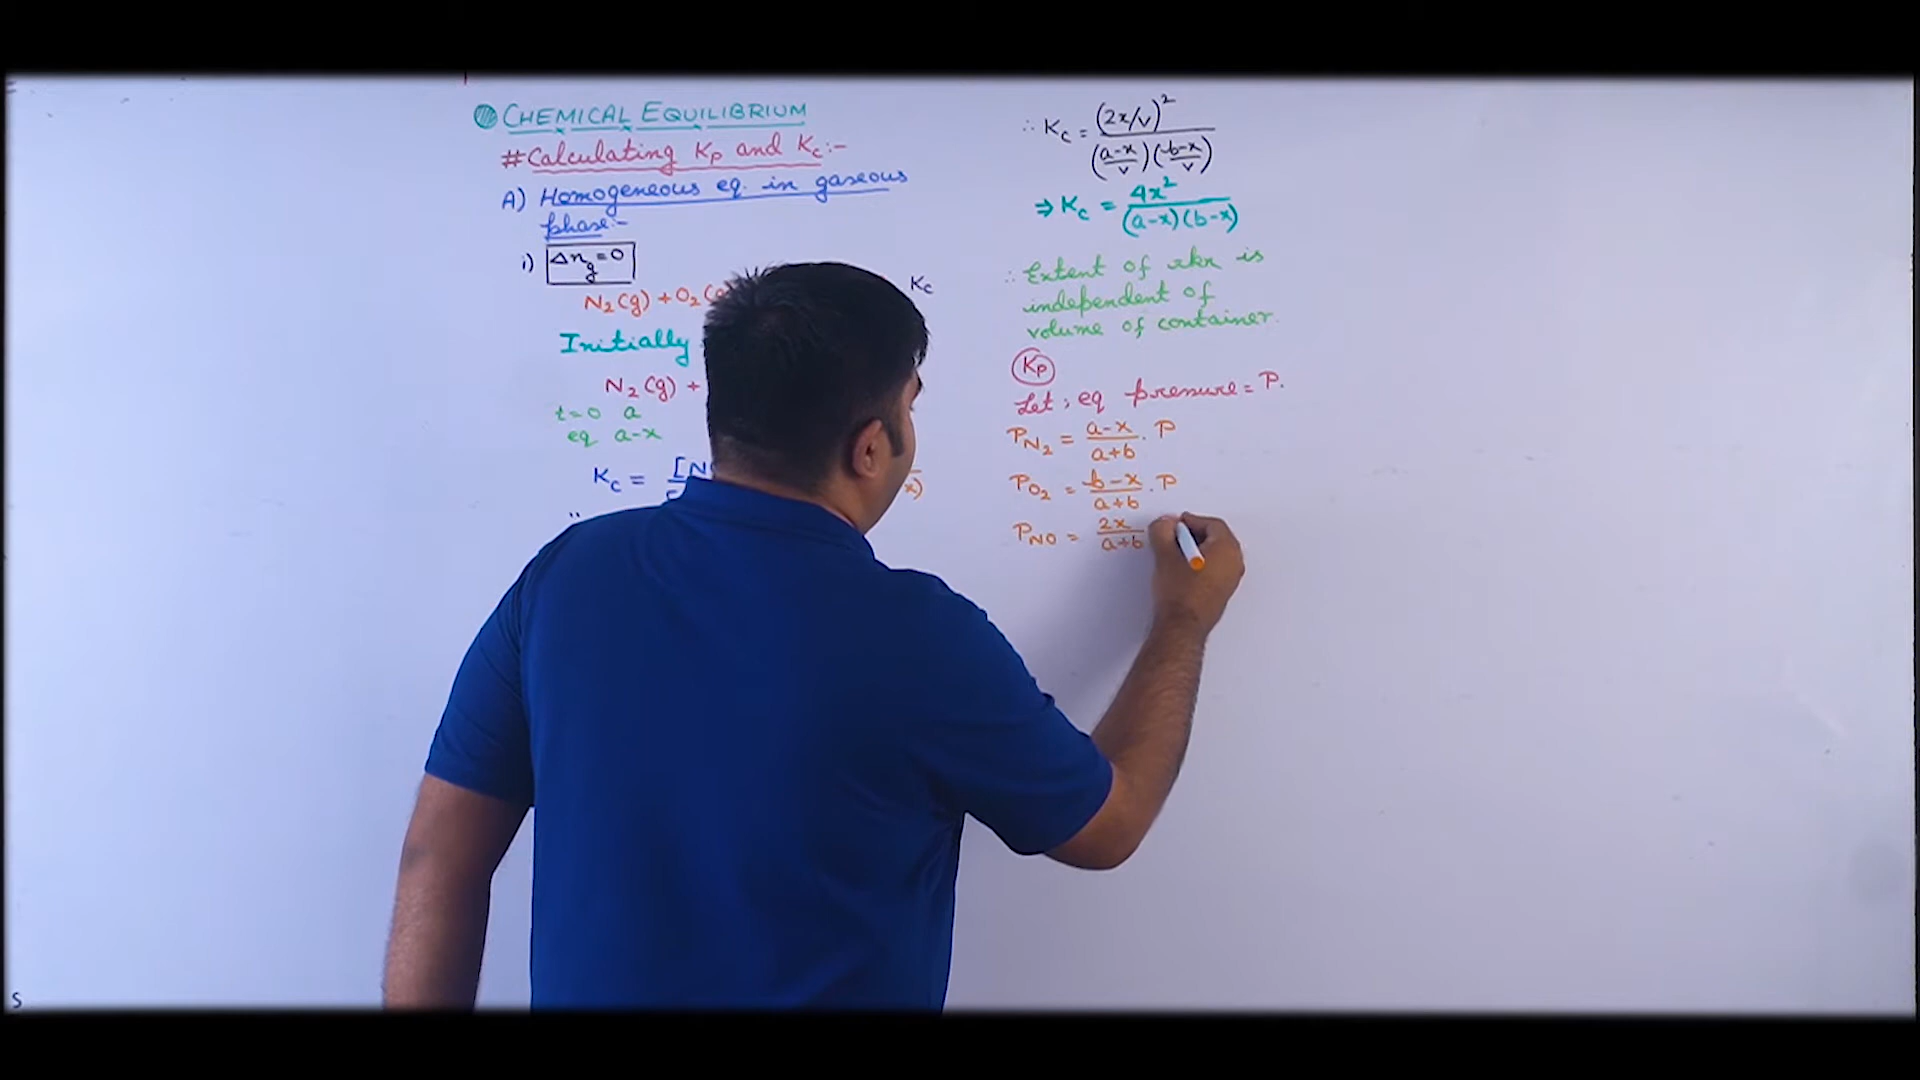 CHEMICAL EQUILIBRIUM
# Calculating Kp and Kc:-
A) Homogeneous eq. in gaseous
phase:-
i) Δng = 0
N2(g) + O2(
Kc
Initially
N2(g) +
t=0 a
eq a-x
Kc = [N
x)
∴ Kc = (2x/v)^2 / ((a-x)/v)((b-x)/v)
⇒ Kc = 4x^2 / (a-x)(b-x)
∴ Extent of rkn is
independent of
volume of container.
Kp
Let, eq pressure = P.
PN2 = (a-x)/(a+b) . P
PO2 = (b-x)/(a+b) . P
PNO = 2x/(a+b)
S